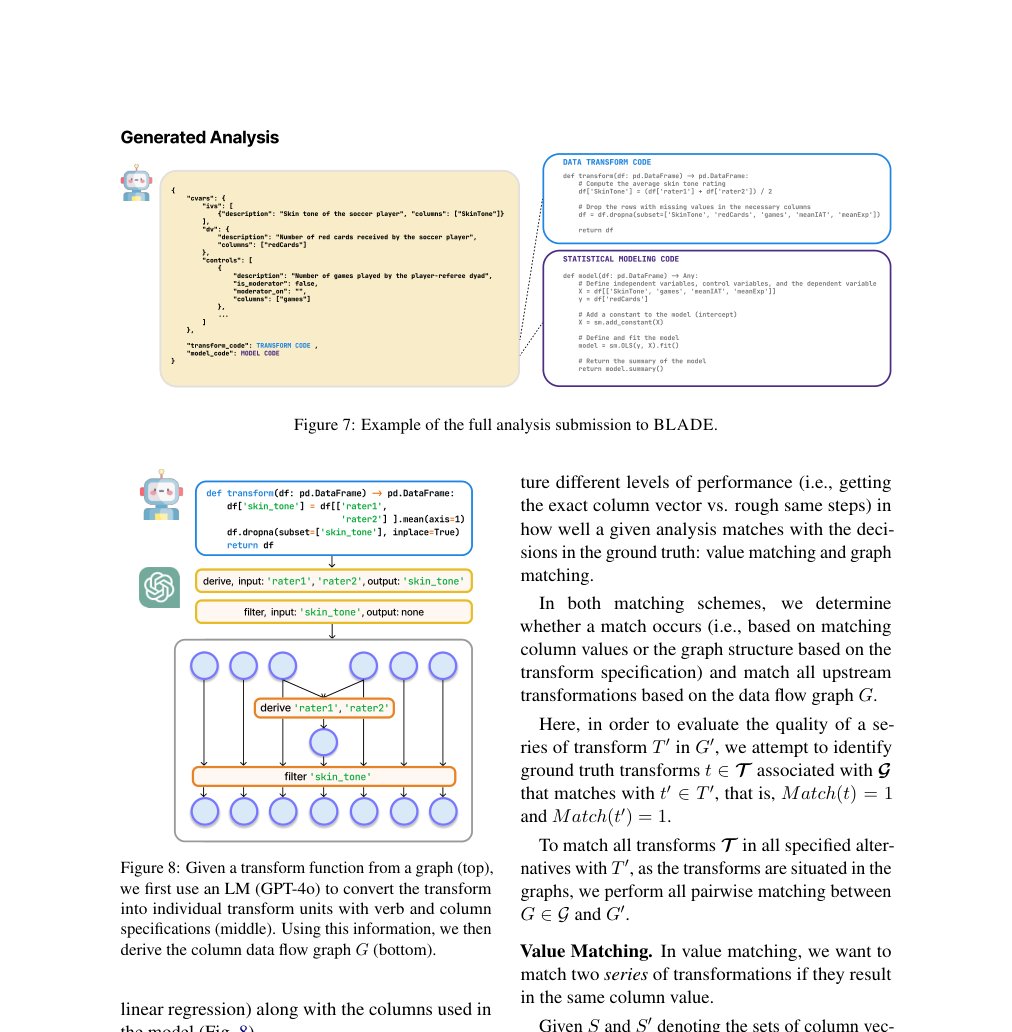 Generated Analysis
{
"cvars": {
"ivs": [
{"description": "Skin tone of the soccer player", "columns": ["SkinTone"]}
],
"dv": {
"description": "Number of red cards received by the soccer player",
"columns": ["redCards"]
},
"controls": [
{
"description": "Number of games played by the player-referee dyad",
"is_moderator": false,
"moderator_on": "",
"columns": ["games"]
},
...
]
},
"transform_code": TRANSFORM CODE ,
"model_code": MODEL CODE
}
DATA TRANSFORM CODE
def transform(df: pd.DataFrame) → pd.DataFrame:
# Compute the average skin tone rating
df['SkinTone'] = (df['rater1'] + df['rater2']) / 2
# Drop the rows with missing values in the necessary columns
df = df.dropna(subset=['SkinTone', 'redCards', 'games', 'meanIAT', 'meanExp'])
return df
STATISTICAL MODELING CODE
def model(df: pd.DataFrame) → Any:
# Define independent variables, control variables, and the dependent variable
X = df[['SkinTone', 'games', 'meanIAT', 'meanExp']]
y = df['redCards']
# Add a constant to the model (intercept)
X = sm.add_constant(X)
# Define and fit the model
model = sm.OLS(y, X).fit()
# Return the summary of the model
return model.summary()
Figure 7: Example of the full analysis submission to BLADE.
def transform(df: pd.DataFrame) → pd.DataFrame:
df['skin_tone'] = df[['rater1',
'rater2'] ].mean(axis=1)
df.dropna(subset=['skin_tone'], inplace=True)
return df
derive, input: 'rater1', 'rater2', output: 'skin_tone'
filter, input: 'skin_tone', output: none
derive 'rater1', 'rater2'
filter 'skin_tone'
Figure 8: Given a transform function from a graph (top),
we first use an LM (GPT-4o) to convert the transform
into individual transform units with verb and column
specifications (middle). Using this information, we then
derive the column data flow graph G (bottom).
linear regression) along with the columns used in
the model (Fig. 8).
ture different levels of performance (i.e., getting
the exact column vector vs. rough same steps) in
how well a given analysis matches with the deci-
sions in the ground truth: value matching and graph
matching.
In both matching schemes, we determine
whether a match occurs (i.e., based on matching
column values or the graph structure based on the
transform specification) and match all upstream
transformations based on the data flow graph G.
Here, in order to evaluate the quality of a se-
ries of transform T′ in G′, we attempt to identify
ground truth transforms t ∈ 𝓣 associated with 𝓖
that matches with t′ ∈ T′, that is, Match(t) = 1
and Match(t′) = 1.
To match all transforms 𝓣 in all specified alter-
natives with T′, as the transforms are situated in the
graphs, we perform all pairwise matching between
G ∈ 𝒢 and G′.
Value Matching. In value matching, we want to
match two series of transformations if they result
in the same column value.
Given S and S′ denoting the sets of column vec-